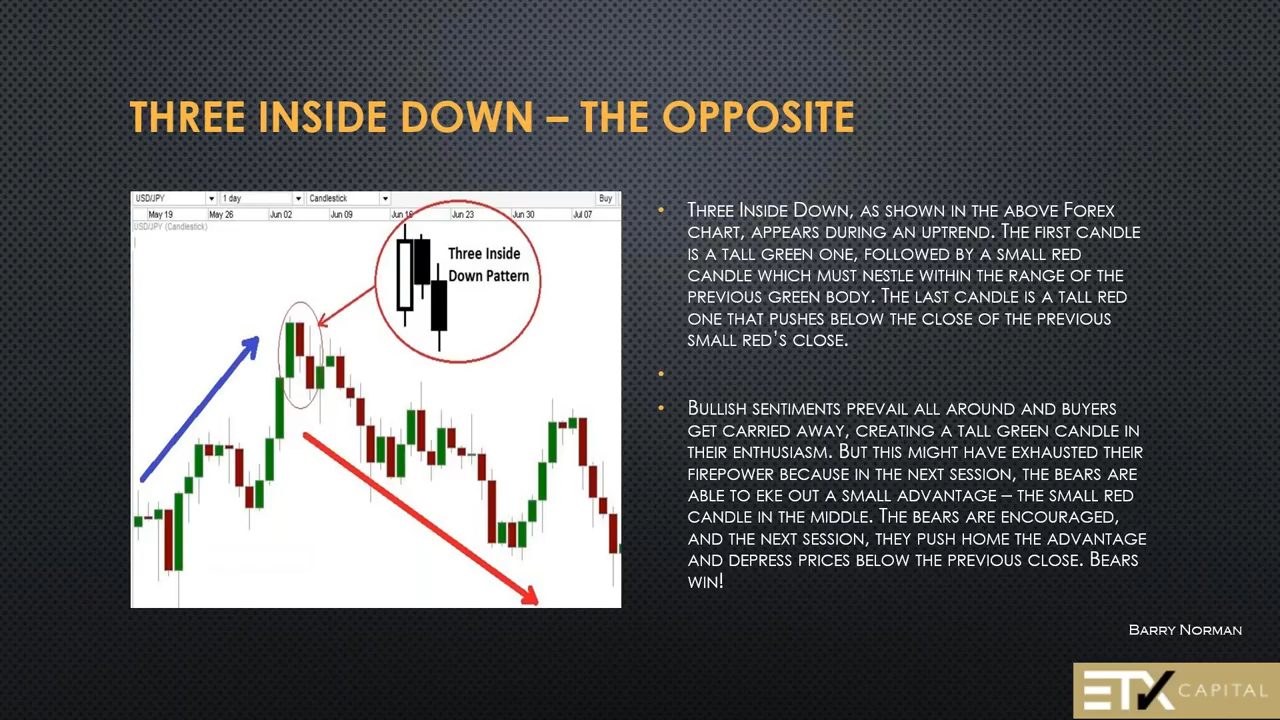 THREE INSIDE DOWN – THE OPPOSITE
USD/JPY 1 day Candlestick Buy
May 19 May 26 Jun 02 Jun 09 Jun 16 Jun 23 Jun 30 Jul 07
USD/JPY (Candlestick)
Three Inside
Down Pattern
• THREE INSIDE DOWN, AS SHOWN IN THE ABOVE FOREX
CHART, APPEARS DURING AN UPTREND. THE FIRST CANDLE
IS A TALL GREEN ONE, FOLLOWED BY A SMALL RED
CANDLE WHICH MUST NESTLE WITHIN THE RANGE OF THE
PREVIOUS GREEN BODY. THE LAST CANDLE IS A TALL RED
ONE THAT PUSHES BELOW THE CLOSE OF THE PREVIOUS
SMALL RED’S CLOSE.
•
• BULLISH SENTIMENTS PREVAIL ALL AROUND AND BUYERS
GET CARRIED AWAY, CREATING A TALL GREEN CANDLE IN
THEIR ENTHUSIASM. BUT THIS MIGHT HAVE EXHAUSTED THEIR
FIREPOWER BECAUSE IN THE NEXT SESSION, THE BEARS ARE
ABLE TO EKE OUT A SMALL ADVANTAGE – THE SMALL RED
CANDLE IN THE MIDDLE. THE BEARS ARE ENCOURAGED,
AND THE NEXT SESSION, THEY PUSH HOME THE ADVANTAGE
AND DEPRESS PRICES BELOW THE PREVIOUS CLOSE. BEARS
WIN!
BARRY NORMAN
ETX CAPITAL